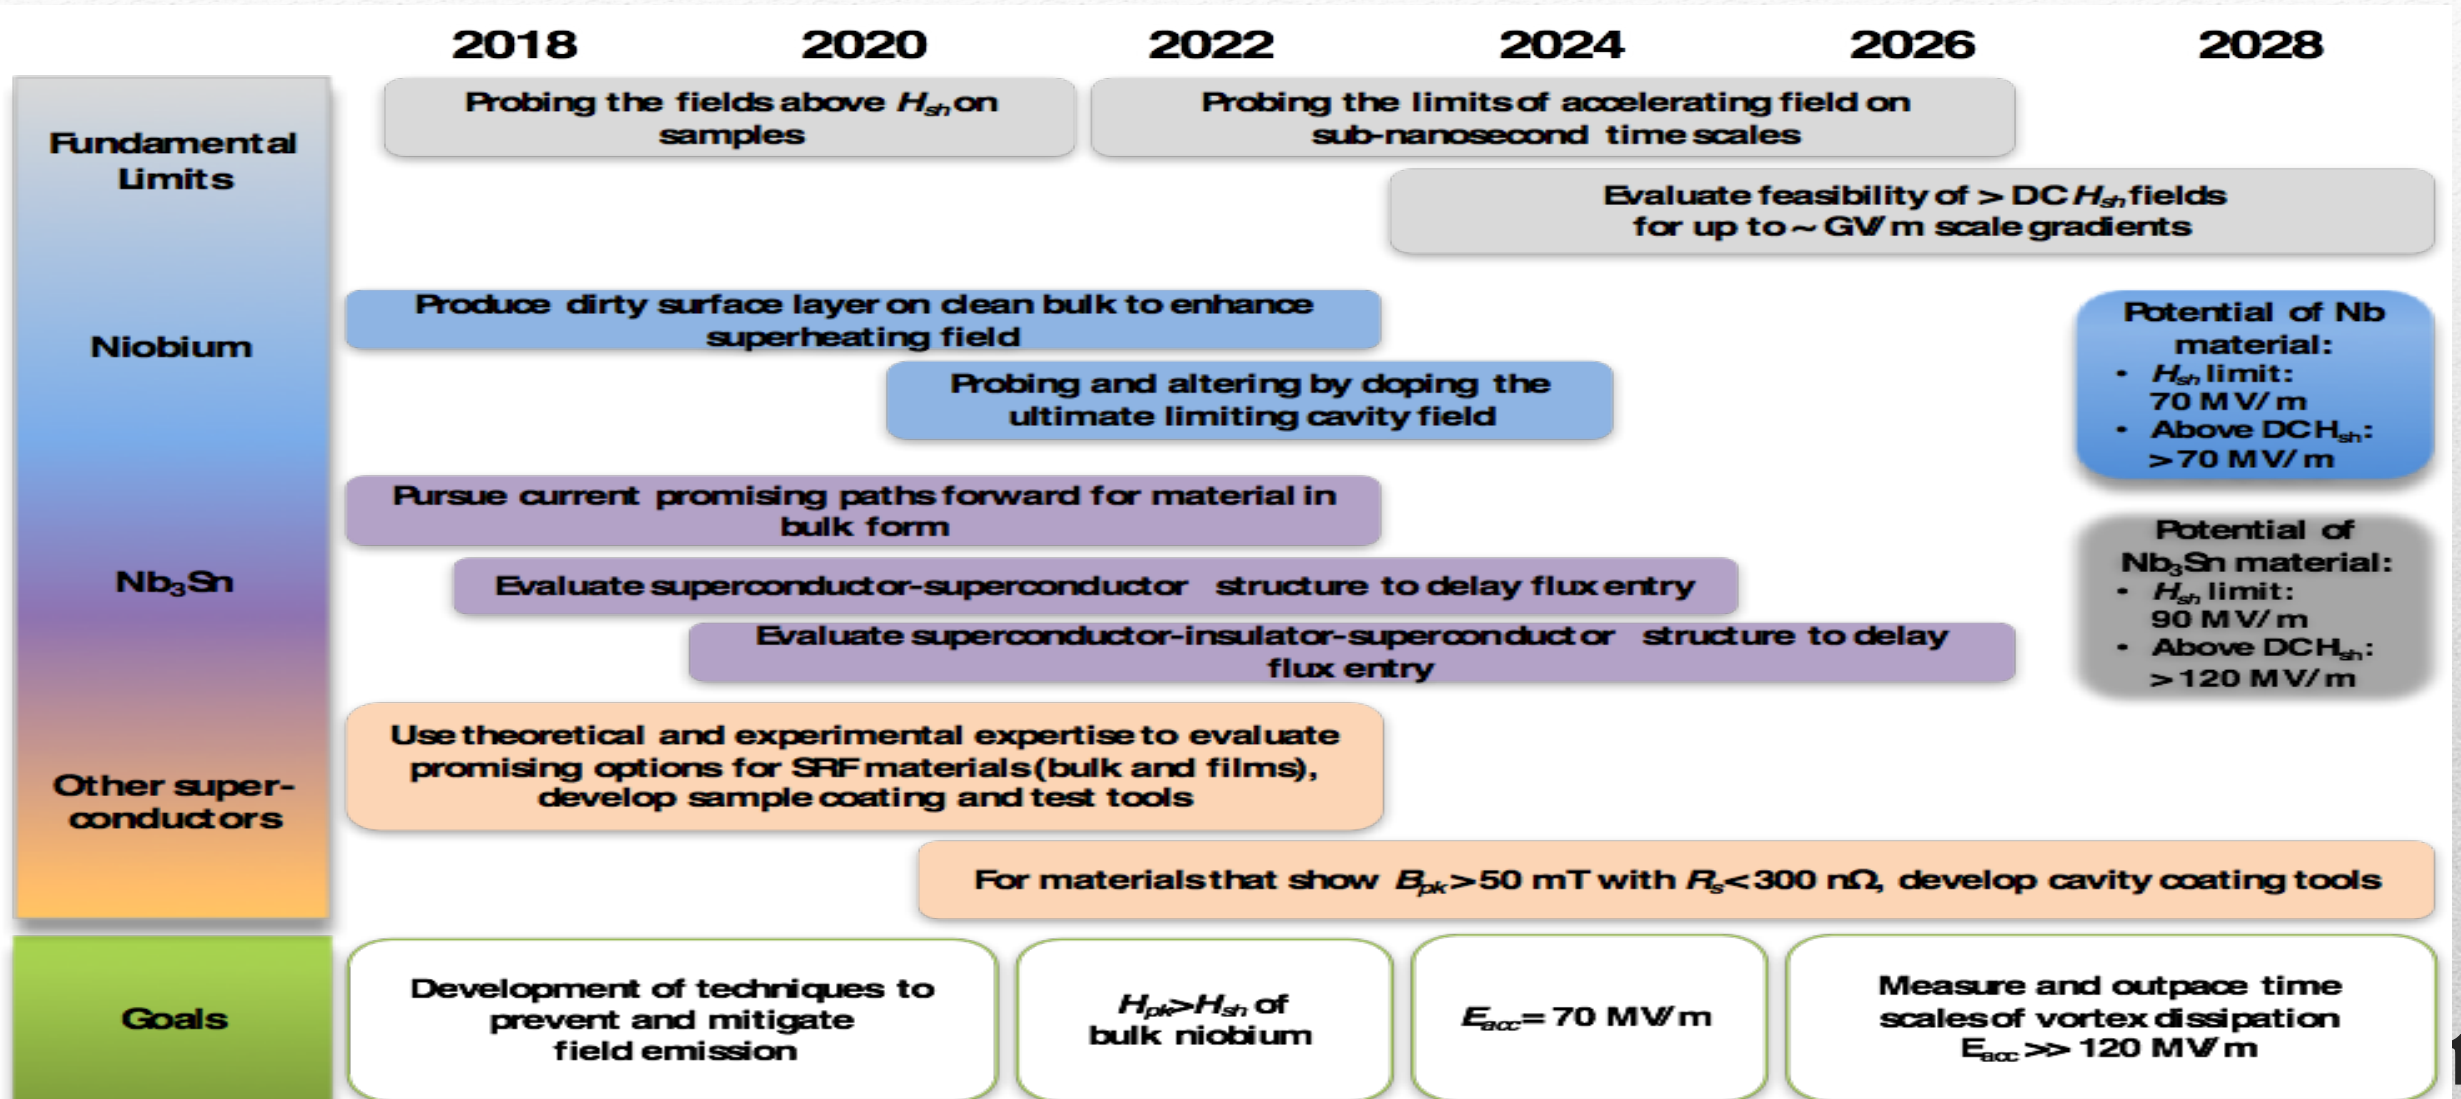 2018 2020 2022 2024 2026 2028
Fundamental
Limits
Probing the fields above Hsh on
samples
Probing the limits of accelerating field on
sub-nanosecond time scales
Evaluate feasibility of > DC Hsh fields
for up to ~ GV/m scale gradients
Niobium
Produce dirty surface layer on clean bulk to enhance
superheating field
Probing and altering by doping the
ultimate limiting cavity field
Potential of Nb
material:
• Hsh limit:
70 MV/m
• Above DC Hsh:
>70 MV/m
Nb₃Sn
Pursue current promising paths forward for material in
bulk form
Evaluate superconductor-superconductor structure to delay flux entry
Evaluate superconductor-insulator-superconductor structure to delay
flux entry
Potential of
Nb₃Sn material:
• Hsh limit:
90 MV/m
• Above DC Hsh:
>120 MV/m
Other super-
conductors
Use theoretical and experimental expertise to evaluate
promising options for SRF materials (bulk and films),
develop sample coating and test tools
For materials that show Bpk>50 mT with Rs<300 nΩ, develop cavity coating tools
Goals
Development of techniques to
prevent and mitigate
field emission
Hpk>Hsh of
bulk niobium
Eacc= 70 MV/m
Measure and outpace time
scales of vortex dissipation
Eacc >> 120 MV/m